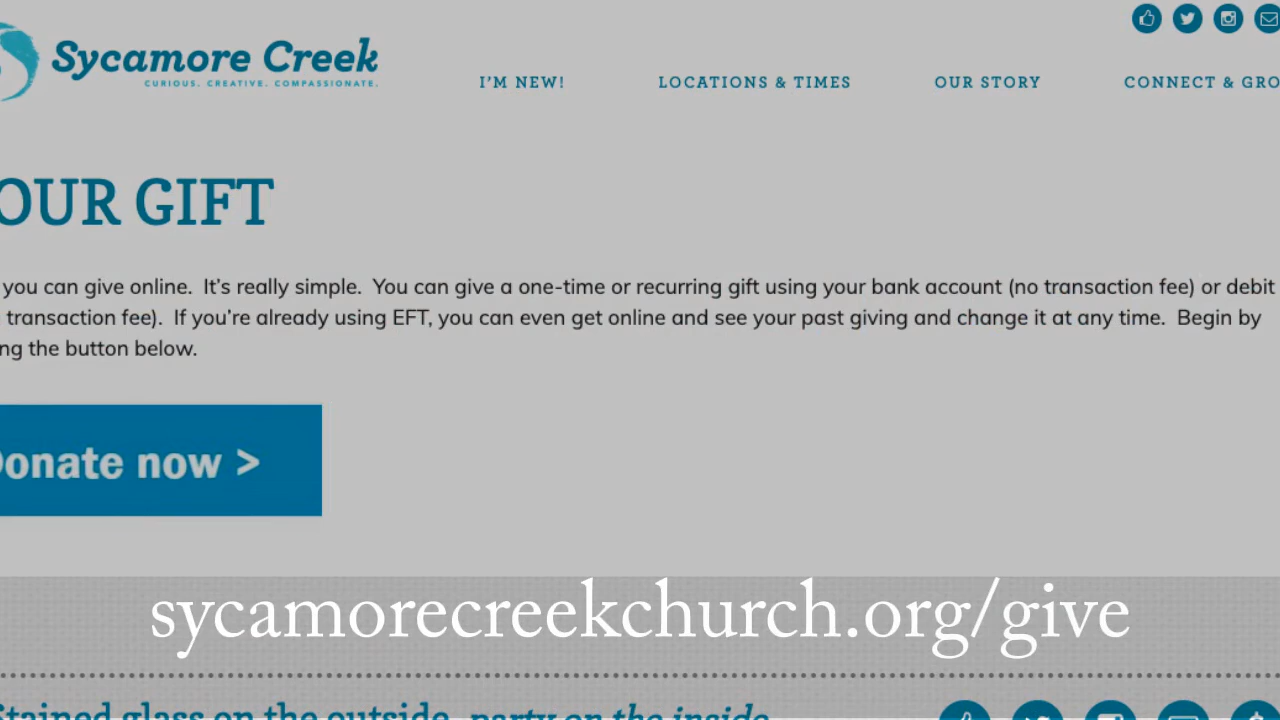 Sycamore Creek
CURIOUS. CREATIVE. COMPASSIONATE.
I'M NEW!
LOCATIONS & TIMES
OUR STORY
CONNECT & GRO
OUR GIFT
you can give online. It's really simple. You can give a one-time or recurring gift using your bank account (no transaction fee) or debit
transaction fee). If you're already using EFT, you can even get online and see your past giving and change it at any time. Begin by
ng the button below.
Donate now >
sycamorecreekchurch.org/give
Stained glass on the outside, party on the inside